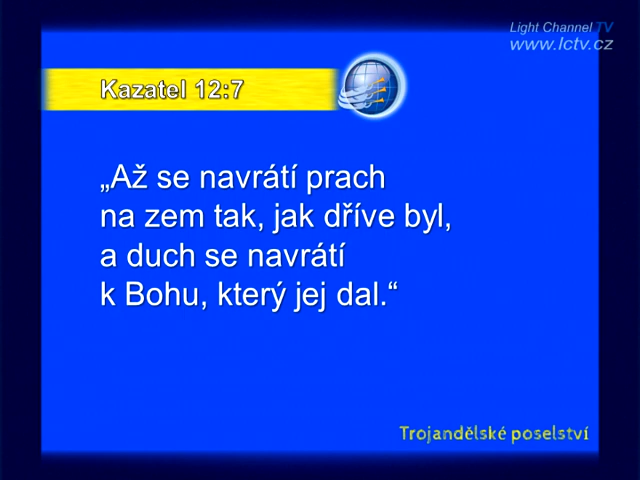 Light Channel TV
www.lctv.cz
Kazatel 12:7
„Až se navrátí prach
na zem tak, jak dříve byl,
a duch se navrátí
k Bohu, který jej dal.“
Trojandělské poselství